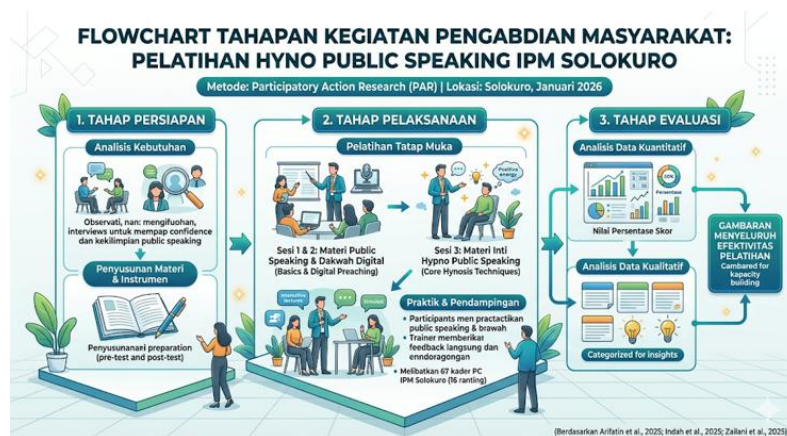 FLOWCHART TAHAPAN KEGIATAN PENGABDIAN MASYARAKAT:
PELATIHAN HYNO PUBLIC SPEAKING IPM SOLOKURO
Metode: Participatory Action Research (PAR) | Lokasi: Solokuro, Januari 2026
1. TAHAP PERSIAPAN
Analisis Kebutuhan
Observati, nan: mengifuohan,
interviews untuk mempap confidence
dan kekilimpian public speaking
Penyusunan Materi
& Instrumen
Penyusunanari preparation
(pre-test and post-test)
2. TAHAP PELAKSANAAN
Pelatihan Tatap Muka
Positive
energy
Sesi 1 & 2: Materi Public
Speaking & Dakwah Digital
(Basics & Digital Preaching)
Sesi 3: Materi Inti
Hypno Public Speaking
(Core Hynosis Techniques)
Praktik & Pendampingan
• Participants men practactikan
public speaking & brawah
• Trainer memberikat
feedback langsung dan
enndoragongan
• Melibatkan 67 kader PC
IPM Solokuro (16 ranting)
3. TAHAP EVALUASI
Analisis Data Kuantitatif
Persentase
Nilai Persentase Skor
Analisis Data Kualitatif
Categorized for insights
GAMBARAN
MENYELURUH
EFEKTIVITAS
PELATIHAN
Cambared for
kapacity
building
(Berdasarkan Arifatin et al., 2025; Indah et al., 2025; Zailani et al., 2025)